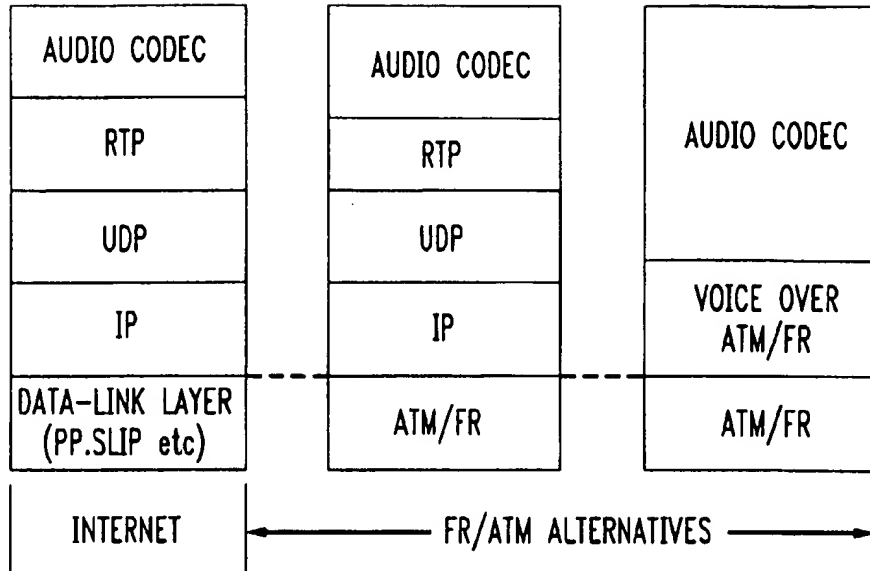 AUDIO CODEC
RTP
UDP
IP
DATA-LINK LAYER
(PP.SLIP etc)
INTERNET
AUDIO CODEC
RTP
UDP
IP
ATM/FR
AUDIO CODEC
VOICE OVER
ATM/FR
ATM/FR
FR/ATM ALTERNATIVES